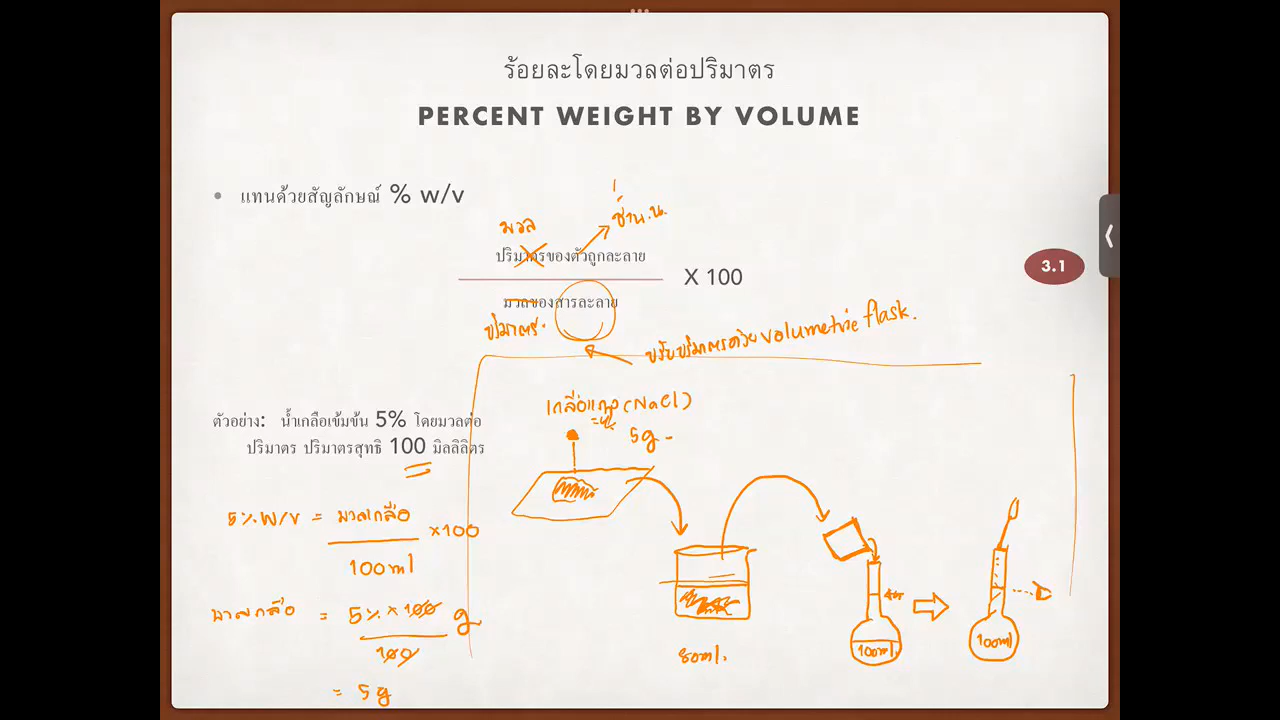 ร้อยละโดยมวลต่อปริมาตร
PERCENT WEIGHT BY VOLUME
• แทนด้วยสัญลักษณ์ % w/v
มวล
ปริมาตรของตัวถูกละลาย
X 100
มวลของสารละลาย
ปริมาตร
3.1
ปรับปริมาตรด้วย volumetric flask.
ตัวอย่าง: น้ำเกลือเข้มข้น 5% โดยมวลต่อ
ปริมาตร ปริมาตรสุทธิ 100 มิลลิลิตร
เกลือแกง (NaCl)
5g
5% W/V = มวลเกลือ ×100
100ml
มวลเกลือ = 5% × 100 g
100
= 5g
80ml.
100ml
100ml